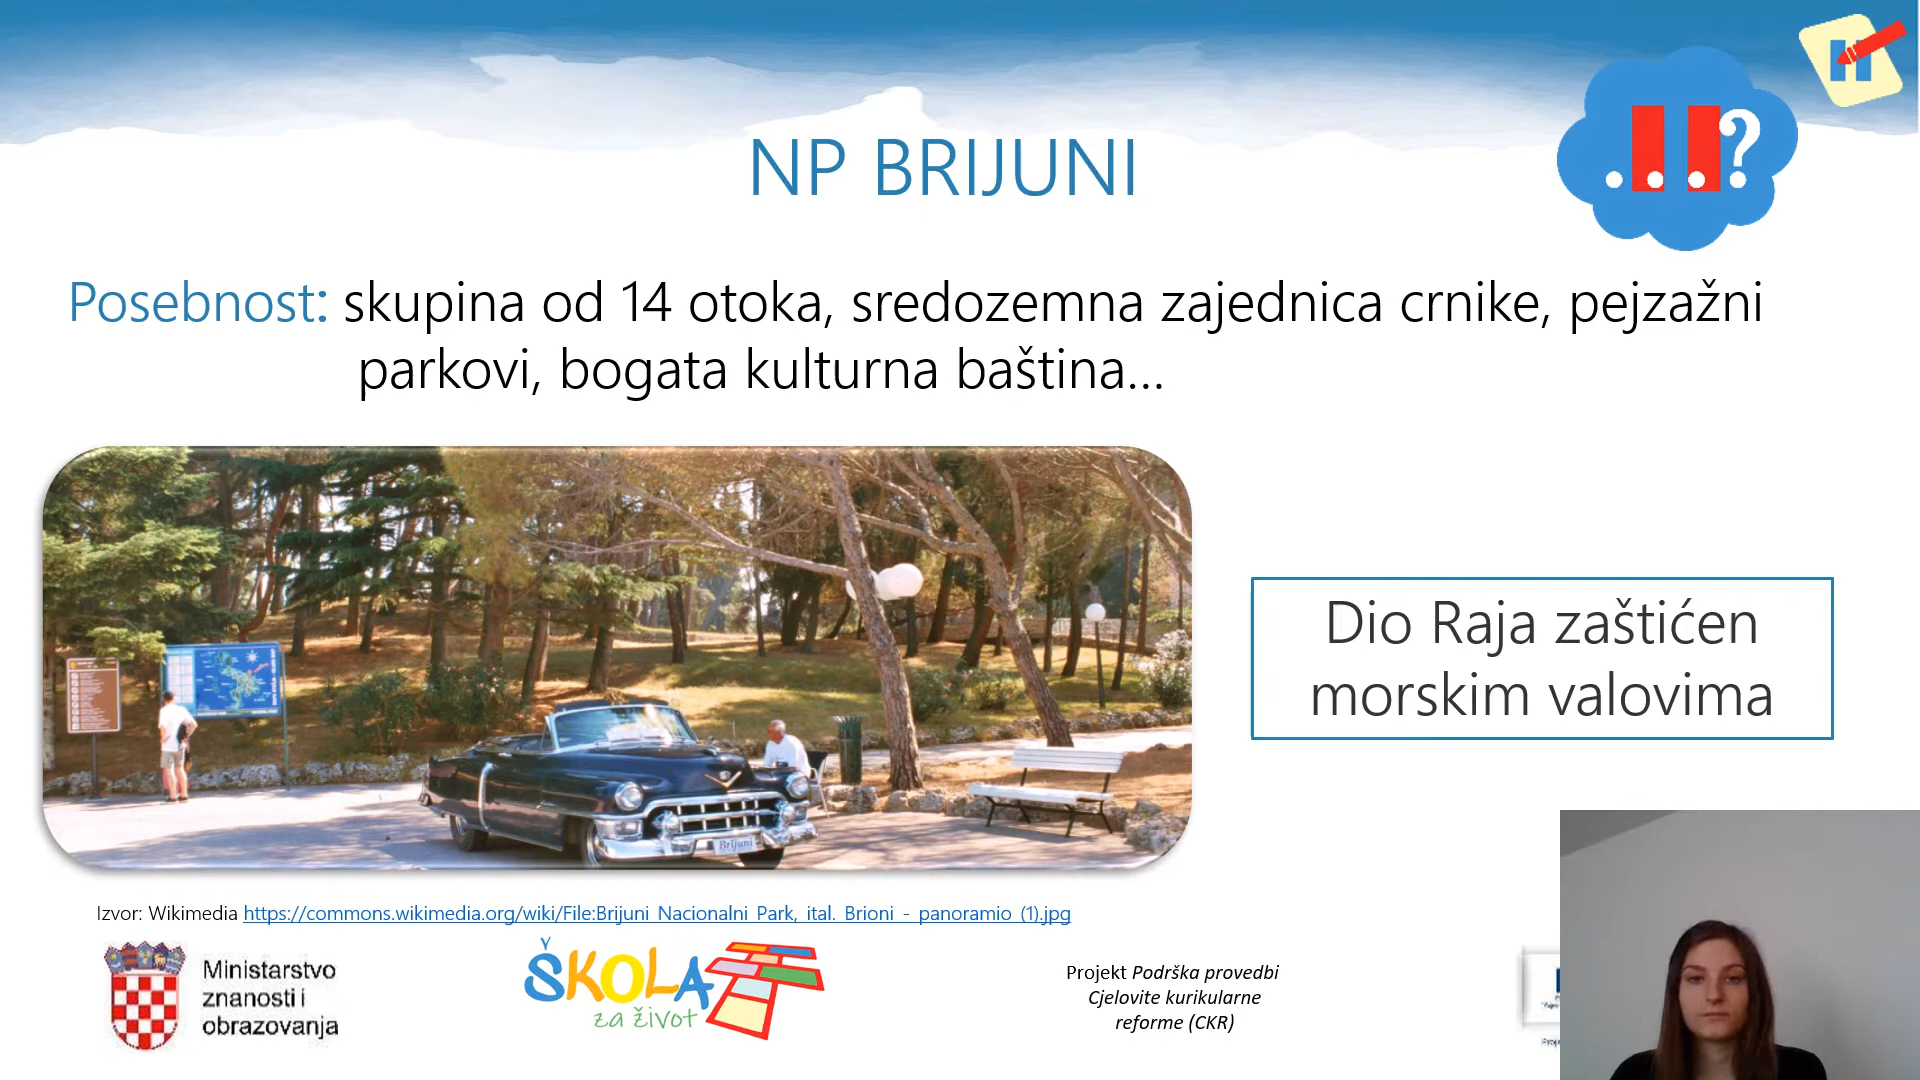 NP BRIJUNI
...?
Posebnost: skupina od 14 otoka, sredozemna zajednica crnike, pejzažni
parkovi, bogata kulturna baština...
Dio Raja zaštićen
morskim valovima
Brijuni
Izvor: Wikimedia https://commons.wikimedia.org/wiki/File:Brijuni_Nacionalni_Park,_ital._Brioni_-_panoramio_(1).jpg
Ministarstvo
znanosti i
obrazovanja
ŠKOLA
za život
Projekt Podrška provedbi
Cjelovite kurikularne
reforme (CKR)